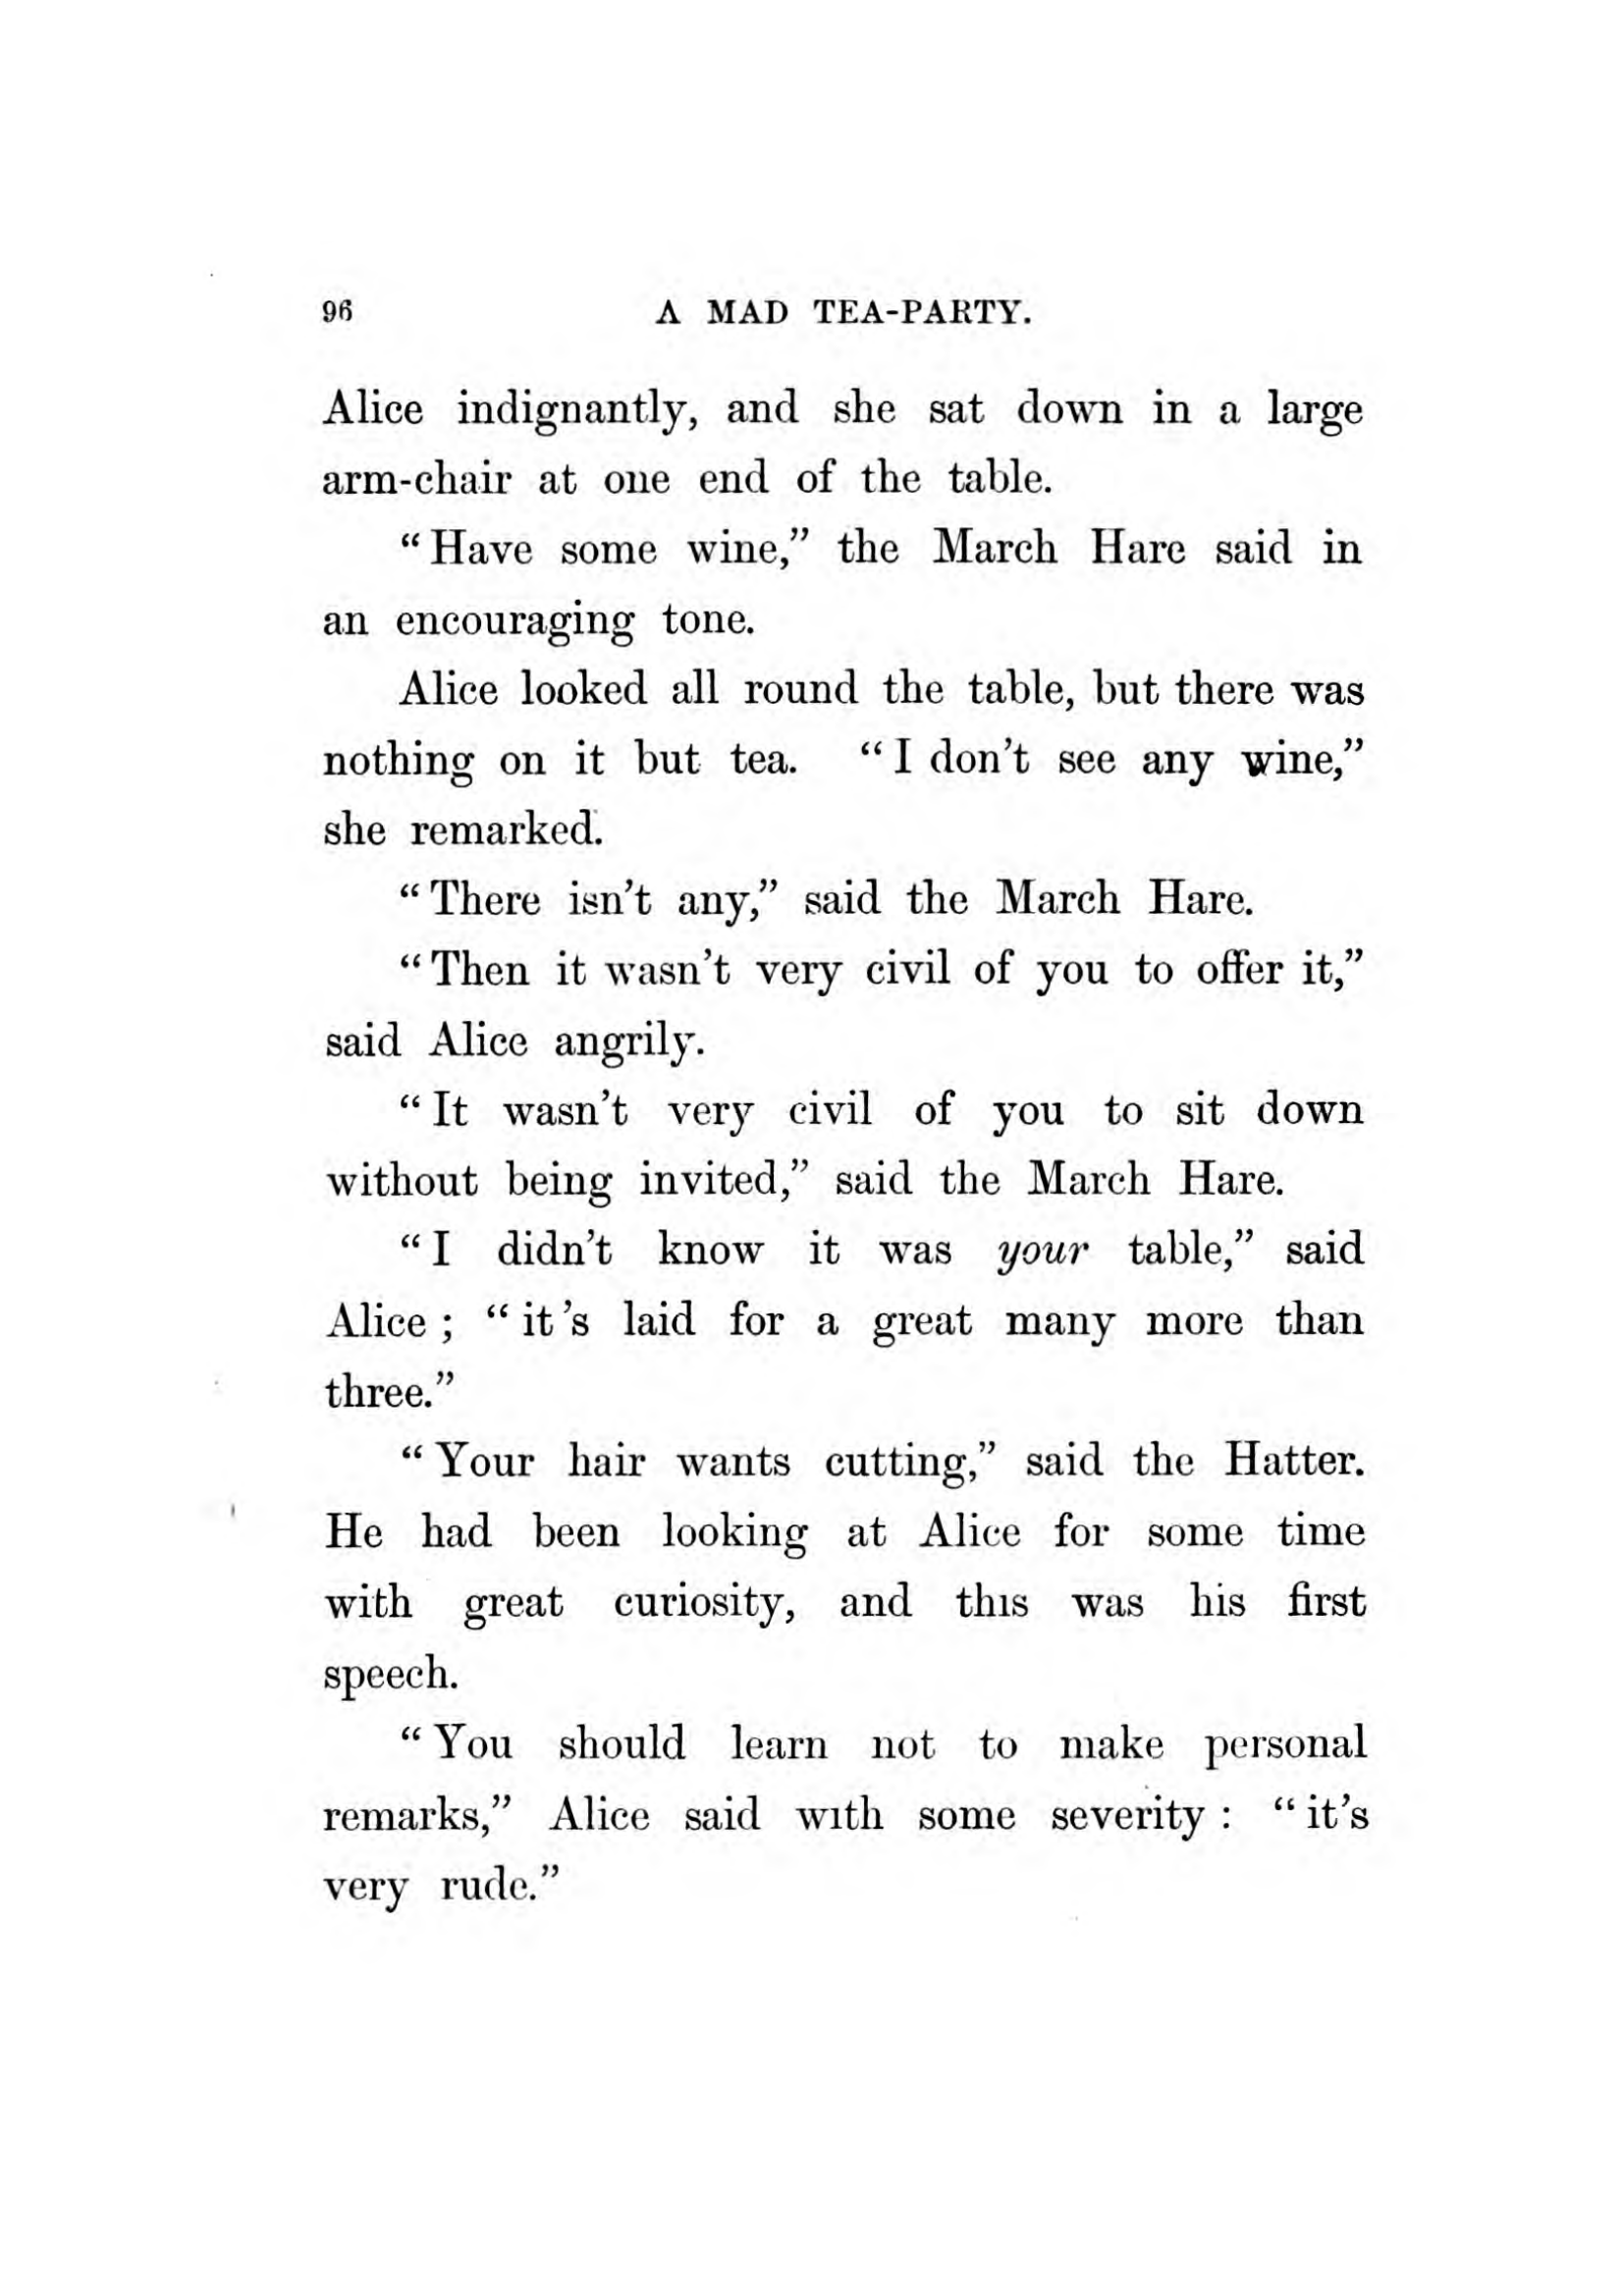 96 A MAD TEA-PARTY.
Alice indignantly, and she sat down in a large
arm-chair at one end of the table.
“Have some wine,” the March Hare said in
an encouraging tone.
Alice looked all round the table, but there was
nothing on it but tea. “I don’t see any wine,”
she remarked.
“There isn’t any,” said the March Hare.
“Then it wasn’t very civil of you to offer it,”
said Alice angrily.
“It wasn’t very civil of you to sit down
without being invited,” said the March Hare.
“I didn’t know it was your table,” said
Alice ; “it ’s laid for a great many more than
three.”
“Your hair wants cutting,” said the Hatter.
He had been looking at Alice for some time
with great curiosity, and this was his first
speech.
“You should learn not to make personal
remarks,” Alice said with some severity : “it’s
very rude.”